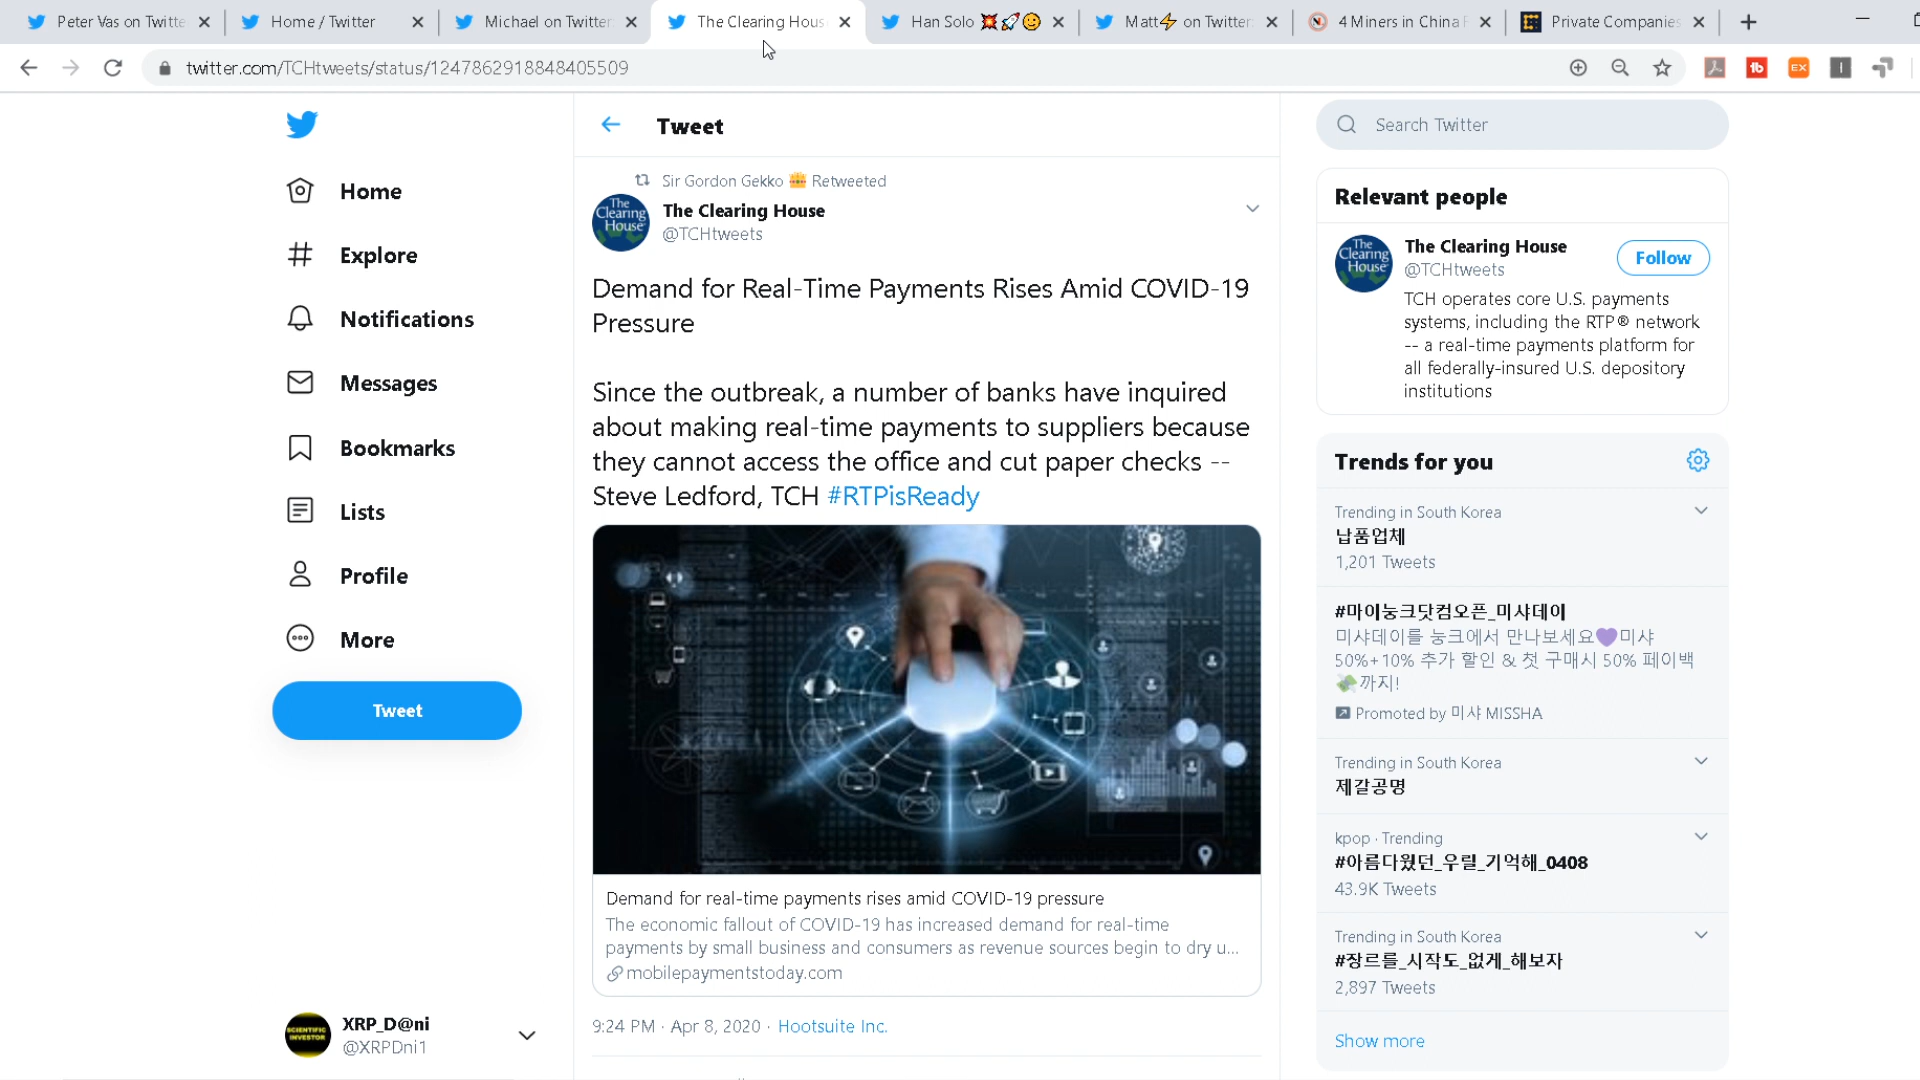 Peter Vas on Twitte
Home / Twitter
Michael on Twitter
The Clearing Hous
Han Solo 💥🚀🙂
Matt⚡ on Twitter:
4 Miners in China F
Private Companies
twitter.com/TCHtweets/status/1247862918848405509
Home
Explore
Notifications
Messages
Bookmarks
Lists
Profile
More
Tweet
XRP_D@ni
@XRPDni1
SCIENTIFIC
INVESTOR
Tweet
Sir Gordon Gekko Retweeted
The Clearing House
The Clearing House
@TCHtweets
Demand for Real-Time Payments Rises Amid COVID-19
Pressure
Since the outbreak, a number of banks have inquired
about making real-time payments to suppliers because
they cannot access the office and cut paper checks --
Steve Ledford, TCH #RTPisReady
Demand for real-time payments rises amid COVID-19 pressure
The economic fallout of COVID-19 has increased demand for real-time
payments by small business and consumers as revenue sources begin to dry u...
mobilepaymentstoday.com
9:24 PM · Apr 8, 2020 · Hootsuite Inc.
Search Twitter
Relevant people
The Clearing House
The Clearing House
@TCHtweets
Follow
TCH operates core U.S. payments
systems, including the RTP® network
-- a real-time payments platform for
all federally-insured U.S. depository
institutions
Trends for you
Trending in South Korea
납품업체
1,201 Tweets
#마이눙크닷컴오픈_미샤데이
미샤데이를 눙크에서 만나보세요💜미샤
50%+10% 추가 할인 & 첫 구매시 50% 페이백
💸까지!
Promoted by 미샤 MISSHA
Trending in South Korea
제갈공명
kpop · Trending
#아름다웠던_우릴_기억해_0408
43.9K Tweets
Trending in South Korea
#장르를_시작도_없게_해보자
2,897 Tweets
Show more